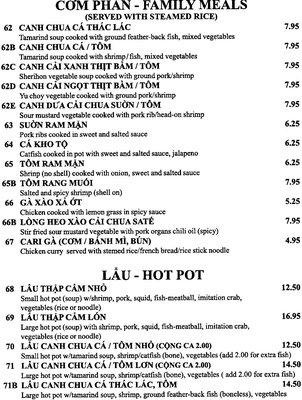 CƠM PHẦN - FAMILY MEALS
(SERVED WITH STEAMED RICE)
62 CANH CHUA CÁ THÁC LÁC 7.95
Tamarind soup cooked with ground feather-back fish, mixed vegetables
62B CANH CHUA CÁ / TÔM 7.95
Tamarind soup cooked with shrimp/fish, mixed vegetables
62C CANH CẢI XANH THỊT BẦM / TÔM 7.95
Sherihon vegetable soup cooked with ground pork/shrimp
62D CANH CẢI NGỌT THỊT BẦM / TÔM 7.95
Yu choy vegetable cooked with ground pork/shrimp
62E CANH DƯA CẢI CHUA SƯỜN / TÔM 7.95
Sour mustard vegetable cooked with pork rib/head-on shrimp
63 SƯỜN RAM MẶN 6.25
Pork ribs cooked in sweet and salted sauce
64 CÁ KHO TỘ 6.25
Catfish cooked in pot with sweet and salted sauce, jalapeno
65 TÔM RAM MẶN 6.25
Shrimp (no shell) cooked with onion, sweet and salted sauce
65B TÔM RANG MUỐI 7.95
Salted and spicy shrimp (shell on)
66 GÀ XÀO XẢ ỚT 5.25
Chicken cooked with lemon grass in spicy sauce
66B LÒNG HEO XÀO CẢI CHUA SATẾ 7.95
Stir fried sour mustard vegetable with pork organs chili oil (spicy)
67 CARI GÀ (CƠM / BÁNH MÌ, BÚN) 4.95
Chicken curry served with stemed rice/french bread/rice stick noodle
LẨU - HOT POT
68 LẨU THẬP CẨM NHỎ 12.50
Small hot pot (soup) w/shrimp, pork, squid, fish-meatball, imitation crab,
vegetables (rice or noodle)
69 LẨU THẬP CẨM LỚN 16.95
Large hot pot (soup) with shrimp, pork, squid, fish-meatball, imitation crab,
vegetables (rice or noodle)
70 LẨU CANH CHUA CÁ / TÔM NHỎ (CỌNG CA 2.00) 12.50
Small hot pot w/tamarind soup, shrimp/catfish (bone), vegetables (add 2.00 for extra fish)
71 LẨU CANH CHUA CÁ / TÔM LỚN (CỌNG CA 2.00) 14.50
Large hot pot w/tamarind soup, shrimp/catfish (bone), vegetables (add 2.00 for extra fish)
71B LẨU CANH CHUA CÁ THÁC LÁC, TÔM 14.50
Large hot pot w/tamarind soup, shrimp, ground feather-back fish (boneless), vegetables